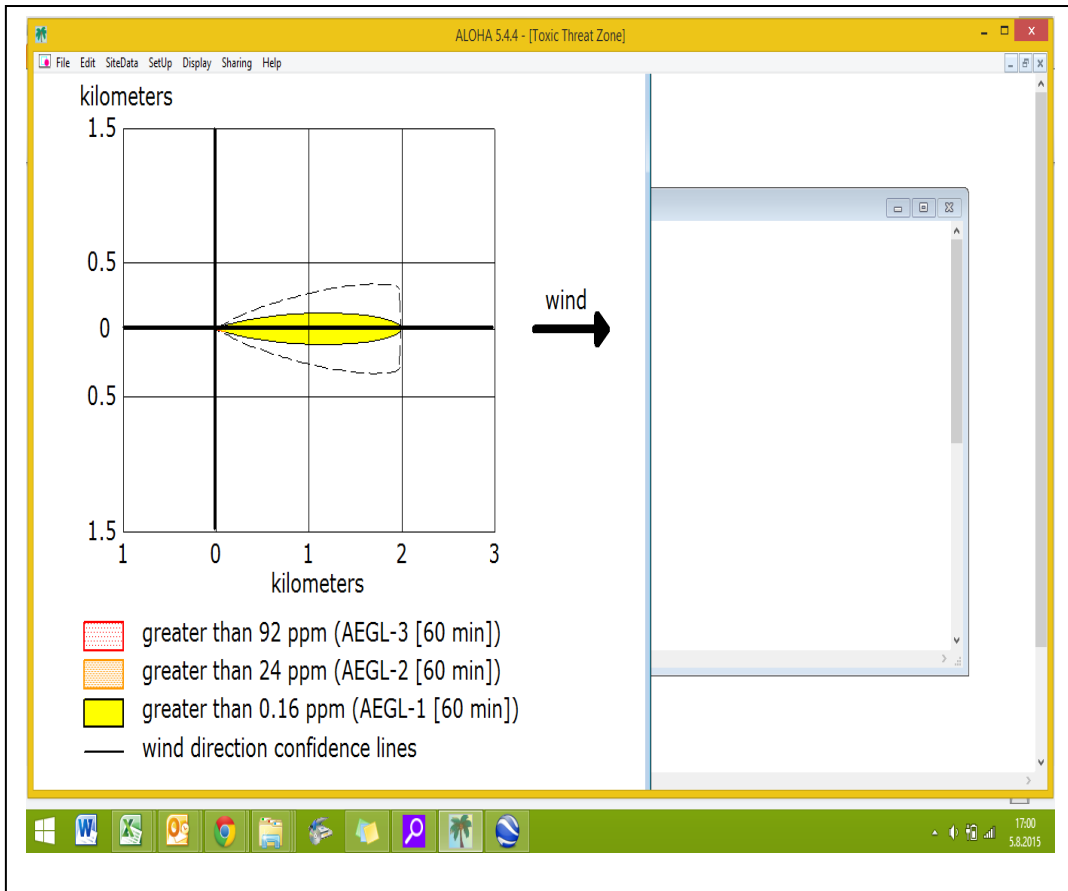 ALOHA 5.4.4 - [Toxic Threat Zone]
File Edit SiteData SetUp Display Sharing Help
kilometers
1.5
0.5
0
0.5
1.5
1 0 1 2 3
kilometers
wind
greater than 92 ppm (AEGL-3 [60 min])
greater than 24 ppm (AEGL-2 [60 min])
greater than 0.16 ppm (AEGL-1 [60 min])
wind direction confidence lines
17:00
5.8.2015